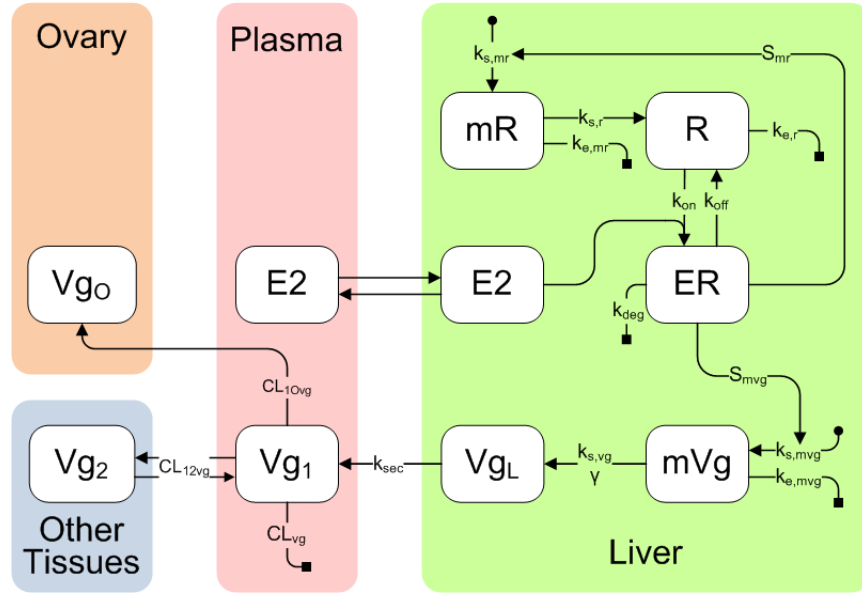 Ovary
Plasma
k_s,mr
S_mr
mR
k_s,r
R
k_e,mr
k_e,r
k_on
k_off
Vg_O
E2
E2
ER
k_deg
CL_1Ovg
S_mvg
Vg_2
CL_12vg
Vg_1
k_sec
Vg_L
k_s,vg
γ
mVg
k_s,mvg
k_e,mvg
CL_vg
Other
Tissues
Liver